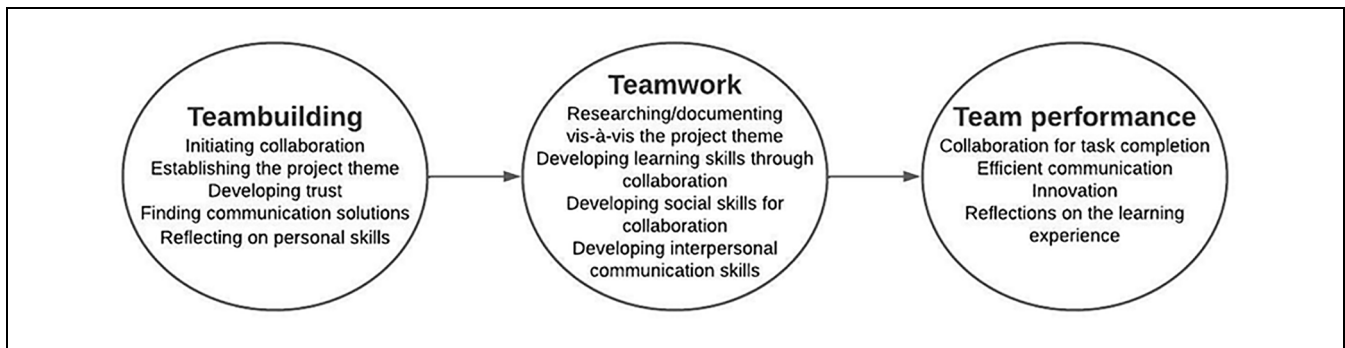 Teambuilding
Initiating collaboration
Establishing the project theme
Developing trust
Finding communication solutions
Reflecting on personal skills
Teamwork
Researching/documenting
vis-à-vis the project theme
Developing learning skills through
collaboration
Developing social skills for
collaboration
Developing interpersonal
communication skills
Team performance
Collaboration for task completion
Efficient communication
Innovation
Reflections on the learning
experience